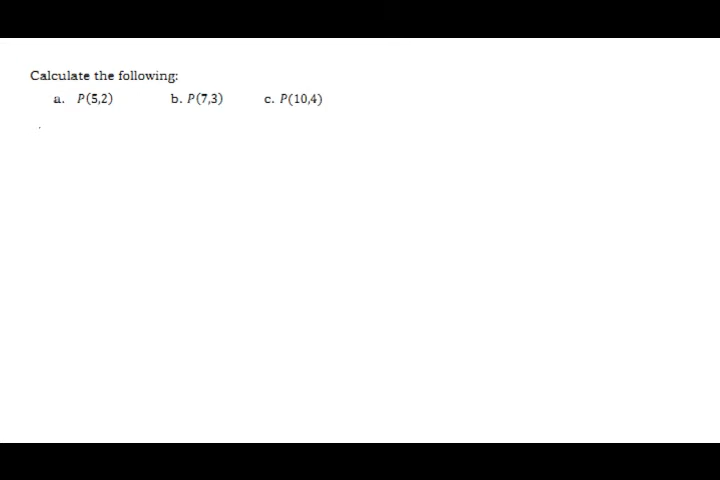 Calculate the following:
a. P(5,2) b. P(7,3) c. P(10,4)